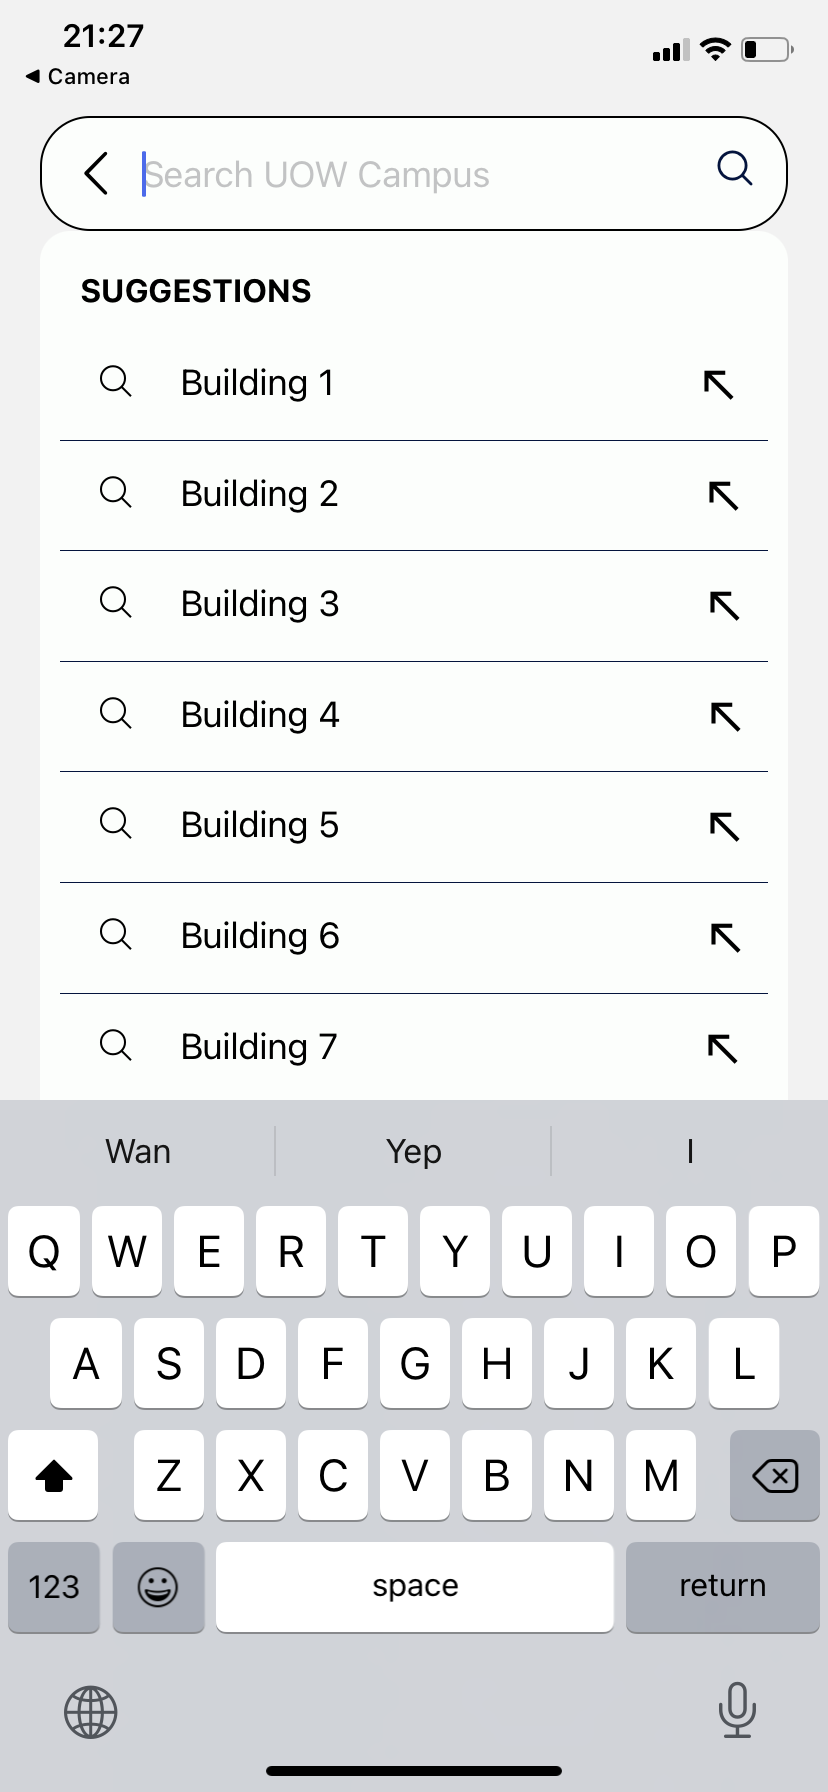 21:27
Camera
Search UOW Campus
SUGGESTIONS
Building 1
Building 2
Building 3
Building 4
Building 5
Building 6
Building 7
Wan Yep I
Q W E R T Y U I O P
A S D F G H J K L
Z X C V B N M
123 space return